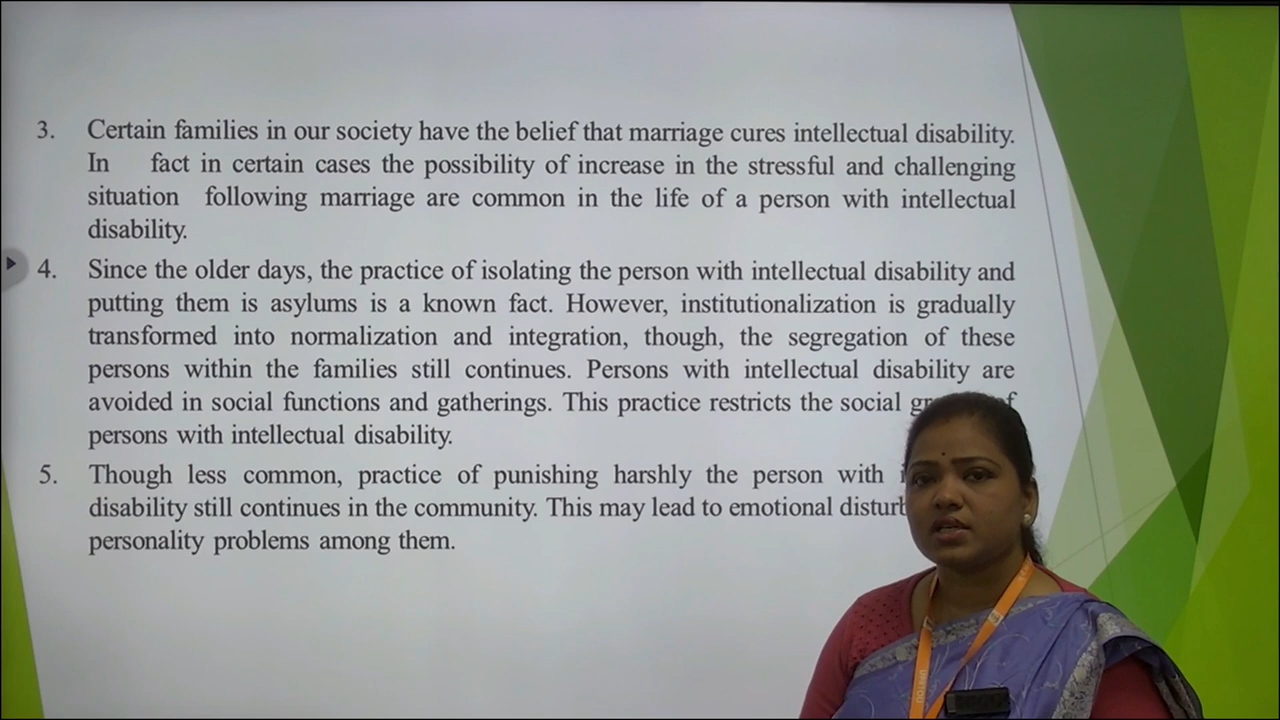 3. Certain families in our society have the belief that marriage cures intellectual disability.
In fact in certain cases the possibility of increase in the stressful and challenging
situation following marriage are common in the life of a person with intellectual
disability.
4. Since the older days, the practice of isolating the person with intellectual disability and
putting them is asylums is a known fact. However, institutionalization is gradually
transformed into normalization and integration, though, the segregation of these
persons within the families still continues. Persons with intellectual disability are
avoided in social functions and gatherings. This practice restricts the social of
persons with intellectual disability.
5. Though less common, practice of punishing harshly the person with
disability still continues in the community. This may lead to emotional
personality problems among them.